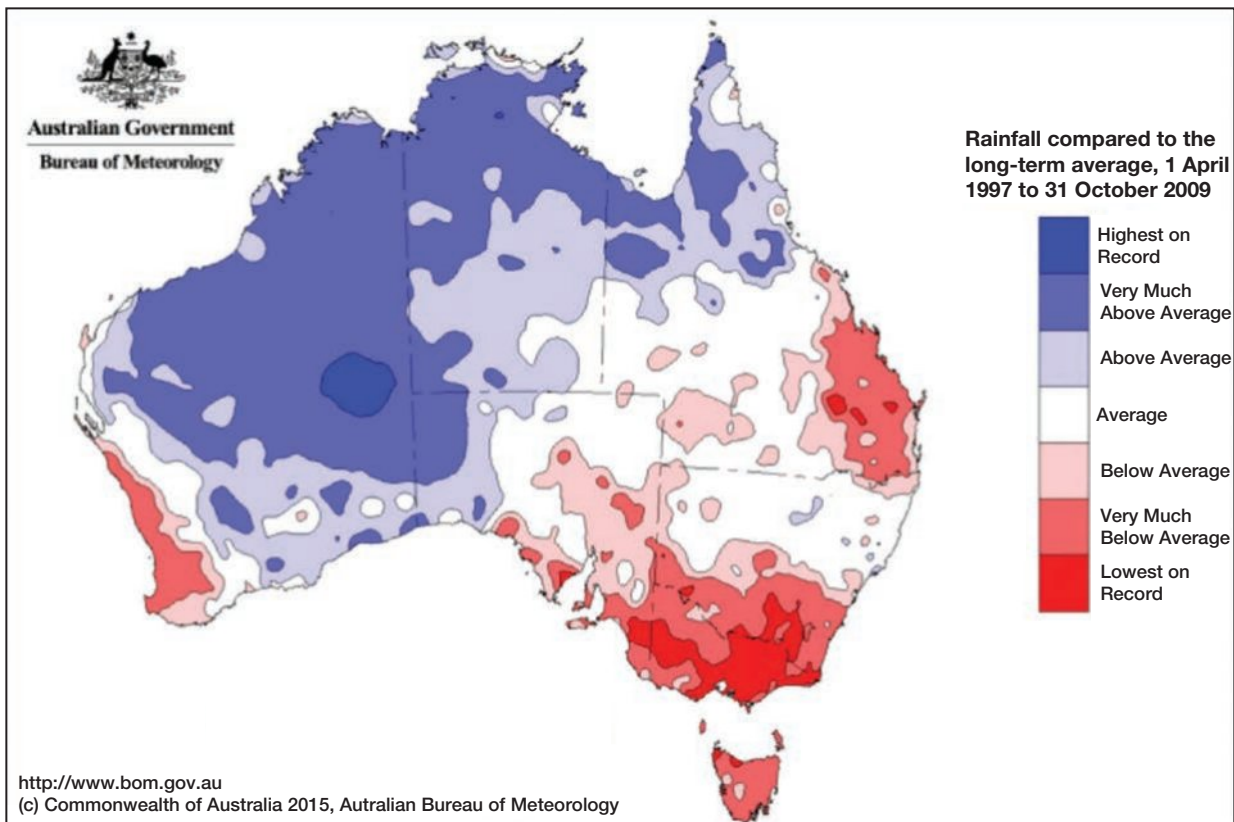 Australian Government
Bureau of Meteorology
Rainfall compared to the
long-term average, 1 April
1997 to 31 October 2009
Highest on
Record
Very Much
Above Average
Above Average
Average
Below Average
Very Much
Below Average
Lowest on
Record
http://www.bom.gov.au
(c) Commonwealth of Australia 2015, Autralian Bureau of Meteorology